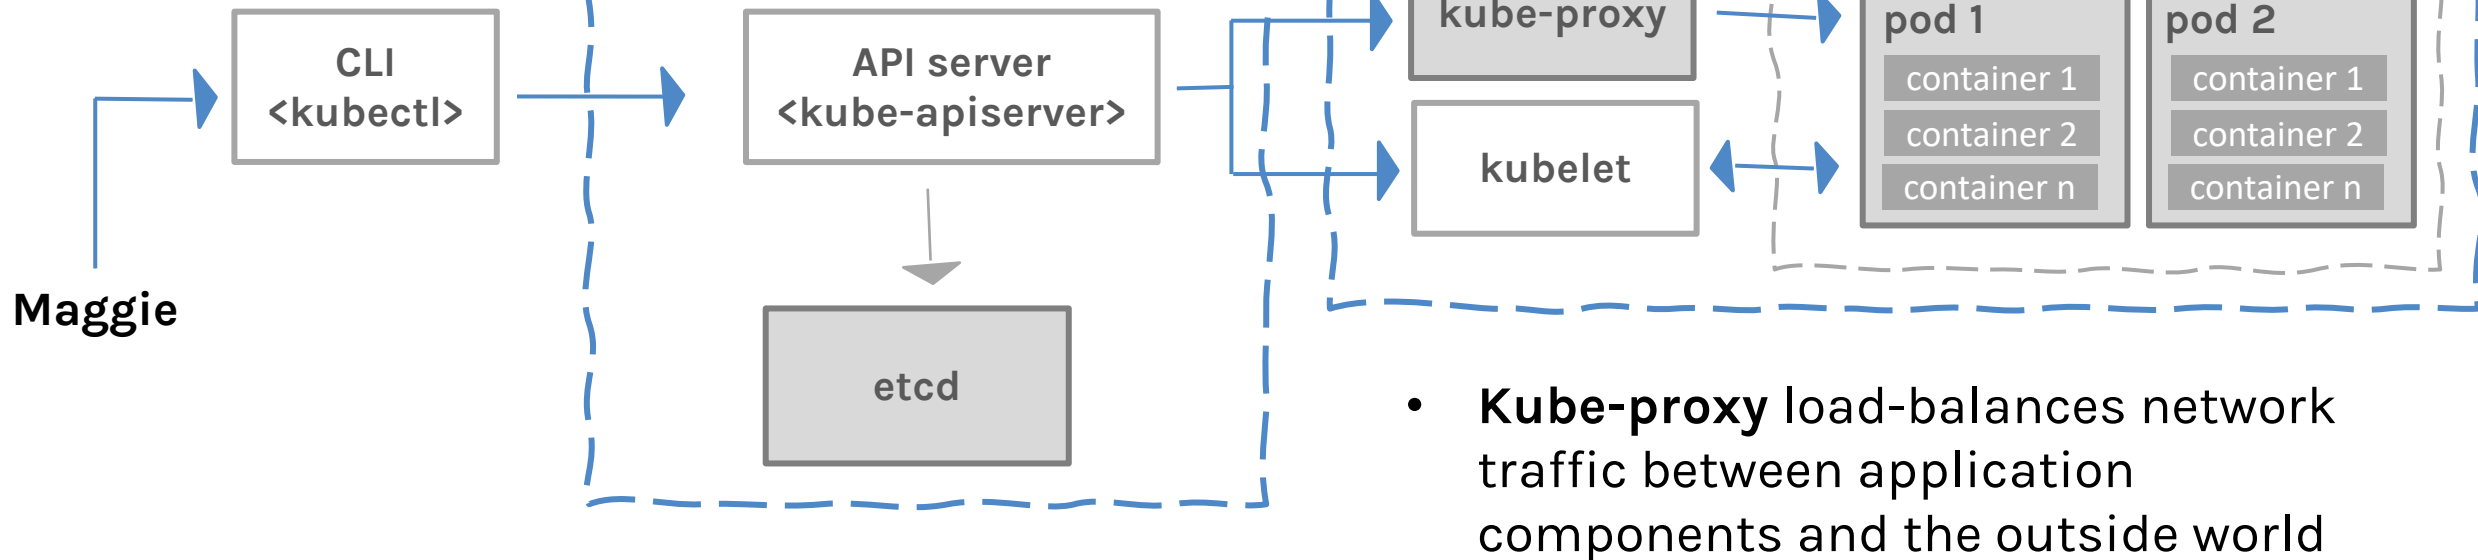 CLI
<kubectl>
API server
<kube-apiserver>
kube-proxy
kubelet
pod 1
container 1
container 2
container n
pod 2
container 1
container 2
container n
Maggie
etcd
• Kube-proxy load-balances network
traffic between application
components and the outside world